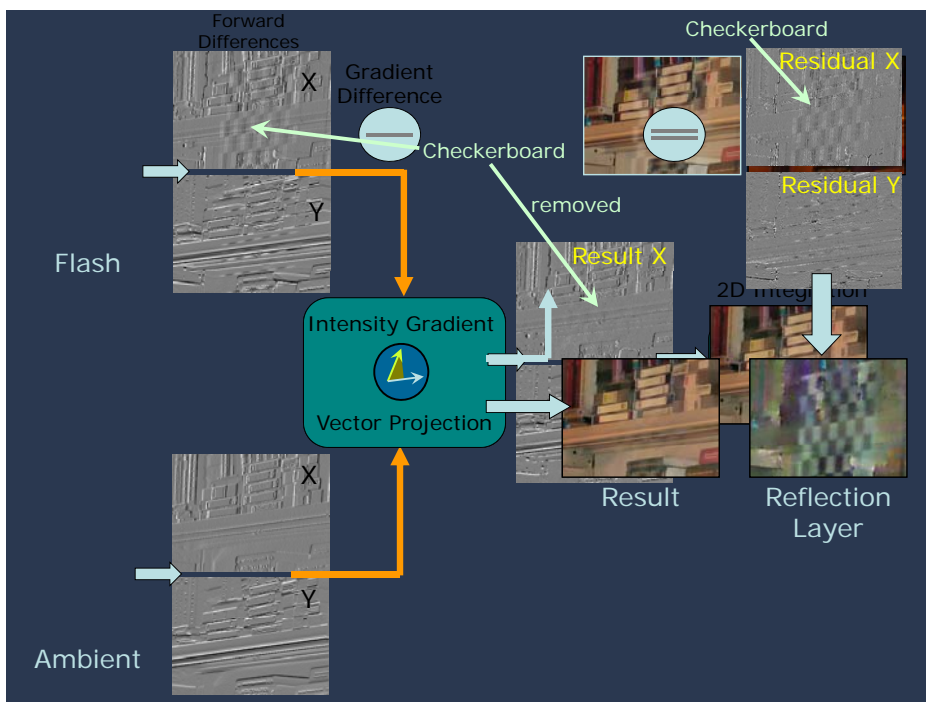 Forward
Differences
X
Y
Flash
Gradient
Difference
Checkerboard
removed
Checkerboard
Residual X
Residual Y
Result X
2D Integration
Intensity Gradient
Vector Projection
Result
Reflection
Layer
X
Y
Ambient